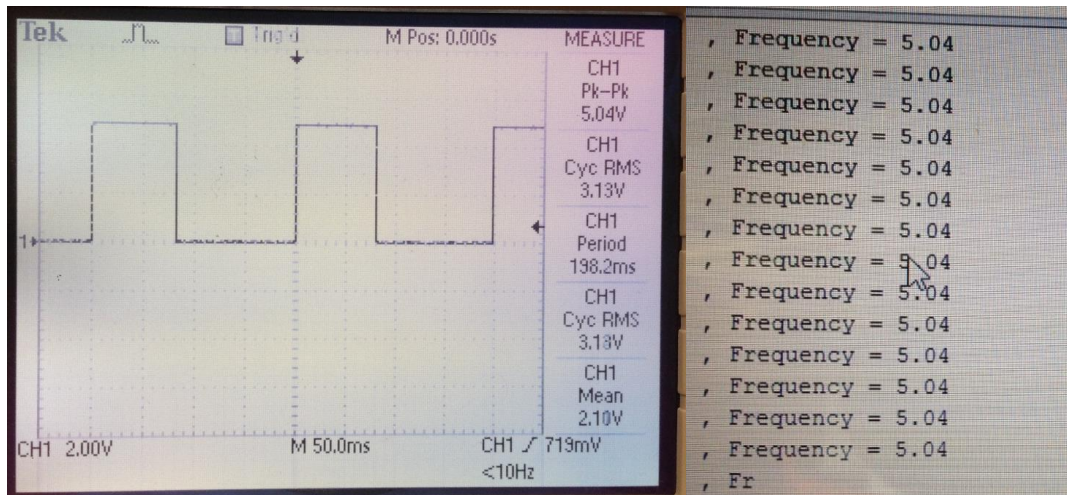 Tek Trig'd M Pos: 0.000s MEASURE
CH1
Pk-Pk
5.04V
CH1
Cyc RMS
3.13V
CH1
Period
198.2ms
CH1
Cyc RMS
3.13V
CH1
Mean
2.10V
1
CH1 2.00V M 50.0ms CH1 719mV
<10Hz
, Frequency = 5.04
, Frequency = 5.04
, Frequency = 5.04
, Frequency = 5.04
, Frequency = 5.04
, Frequency = 5.04
, Frequency = 5.04
, Frequency = 5.04
, Frequency = 5.04
, Frequency = 5.04
, Frequency = 5.04
, Frequency = 5.04
, Frequency = 5.04
, Frequency = 5.04
, Fr